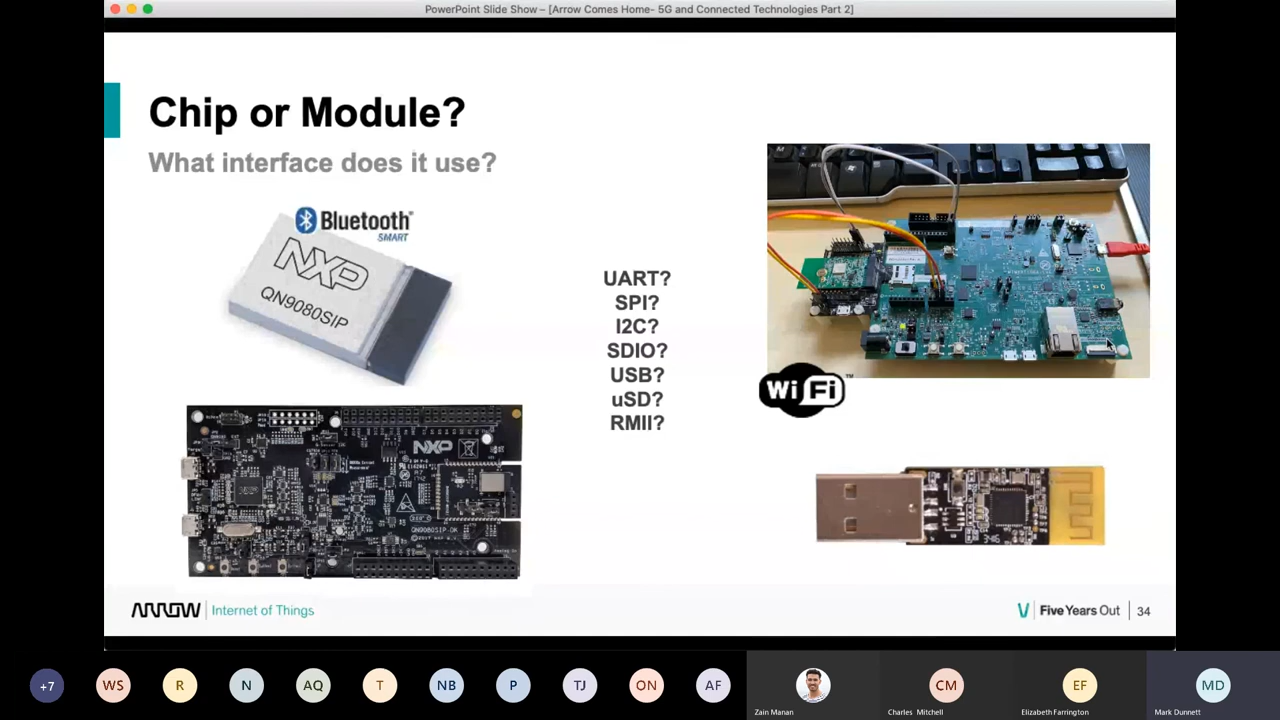 PowerPoint Slide Show – [Arrow Comes Home- 5G and Connected Technologies Part 2]
Chip or Module?
What interface does it use?
Bluetooth
SMART
NXP
QN9080SIP
UART?
SPI?
I2C?
SDIO?
USB?
uSD?
RMII?
Wi Fi
TM
NXP
QN9080SIP-DK
ARROW
Internet of Things
Five Years Out
34
+7
WS
R
N
AQ
T
NB
P
TJ
ON
AF
Zain Manan
CM
Charles Mitchell
EF
Elizabeth Farrington
MD
Mark Dunnett